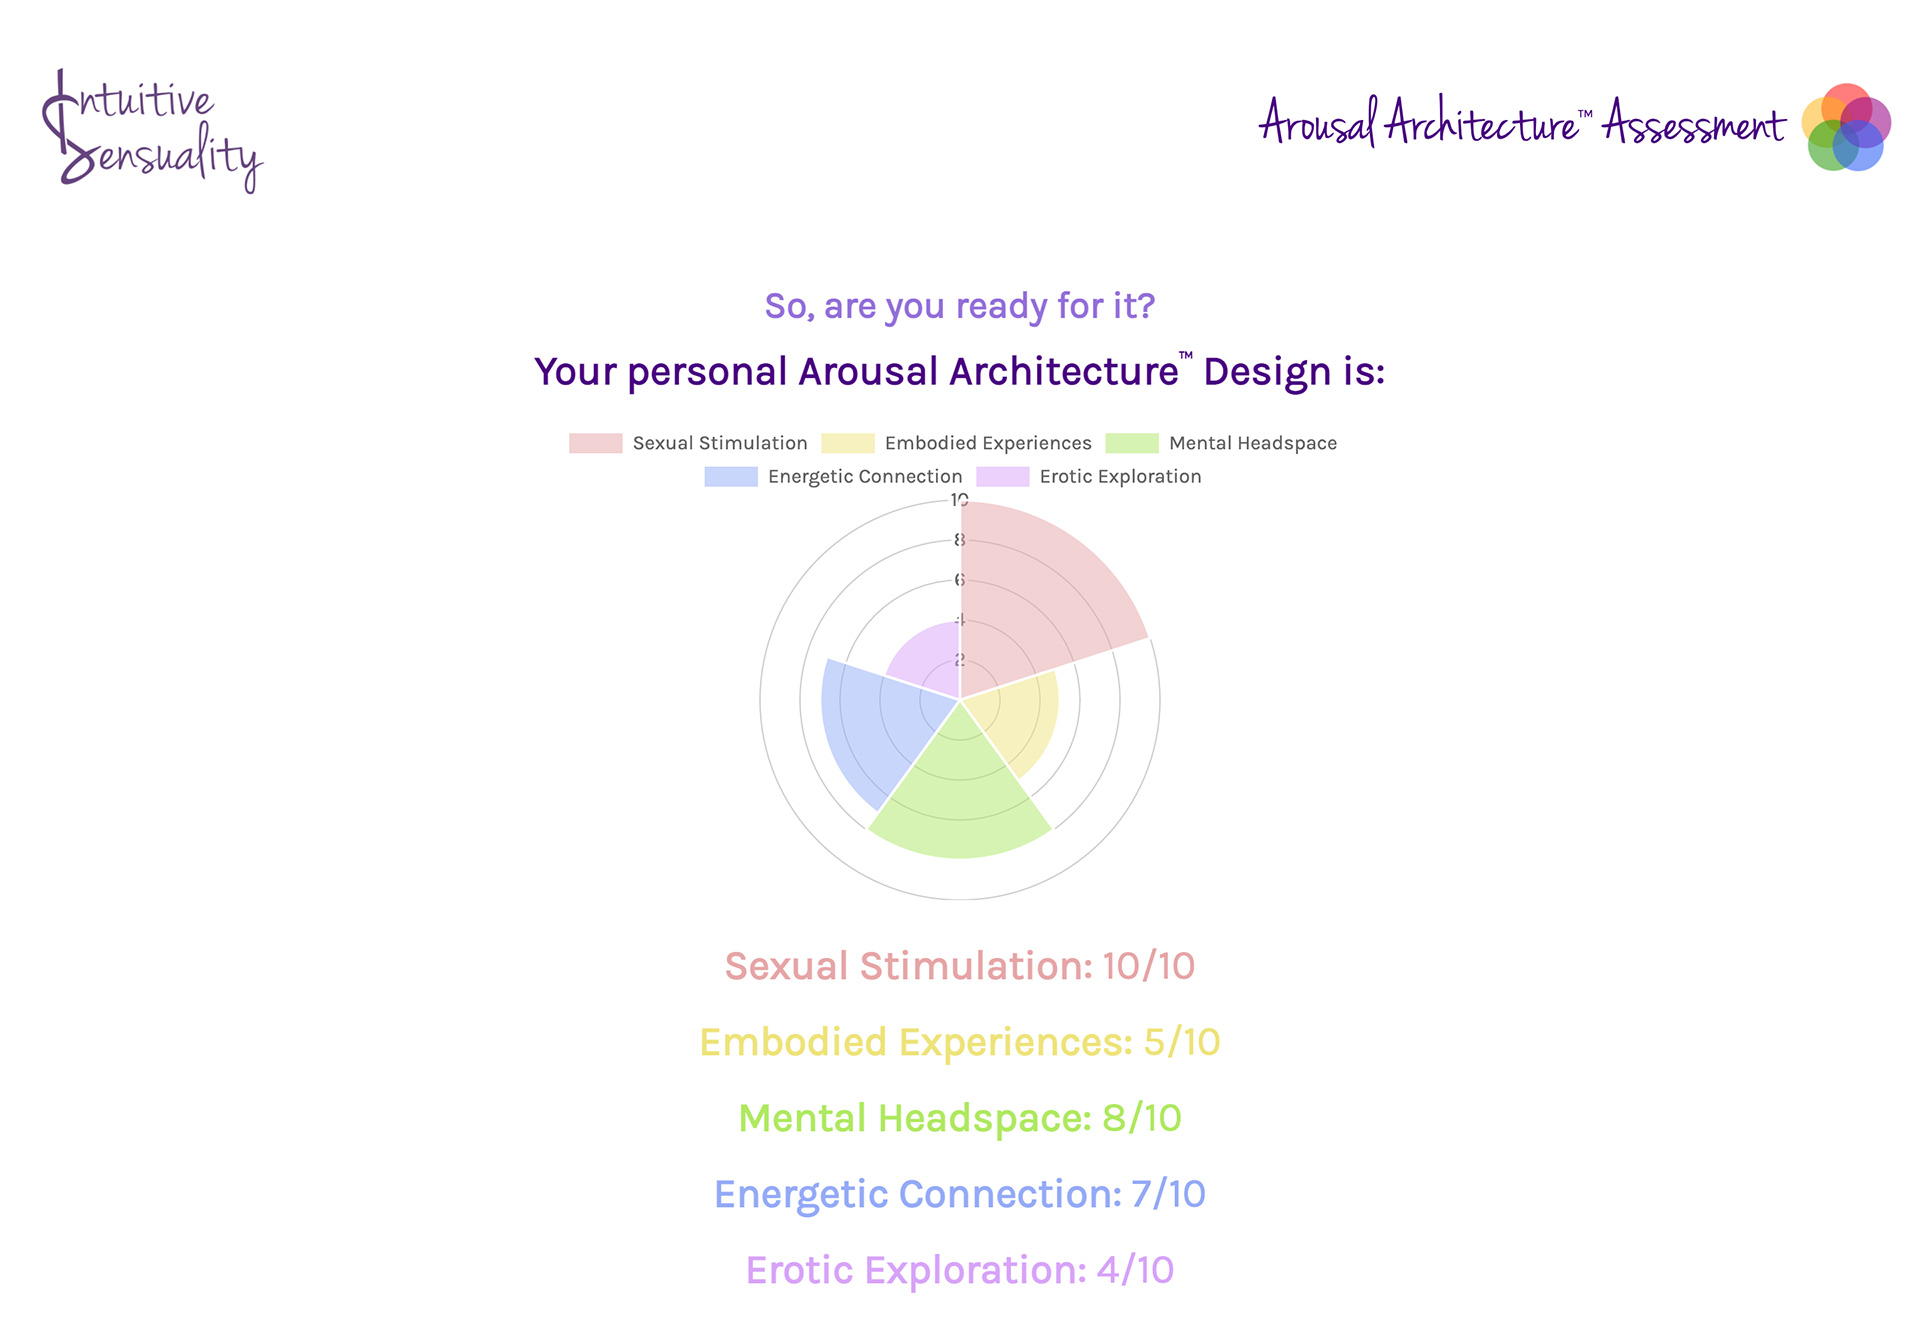 Intuitive
Sensuality
Arousal Architecture™ Assessment
So, are you ready for it?
Your personal Arousal Architecture™ Design is:
Sexual Stimulation Embodied Experiences Mental Headspace
Energetic Connection Erotic Exploration
10
8
6
4
2
Sexual Stimulation: 10/10
Embodied Experiences: 5/10
Mental Headspace: 8/10
Energetic Connection: 7/10
Erotic Exploration: 4/10